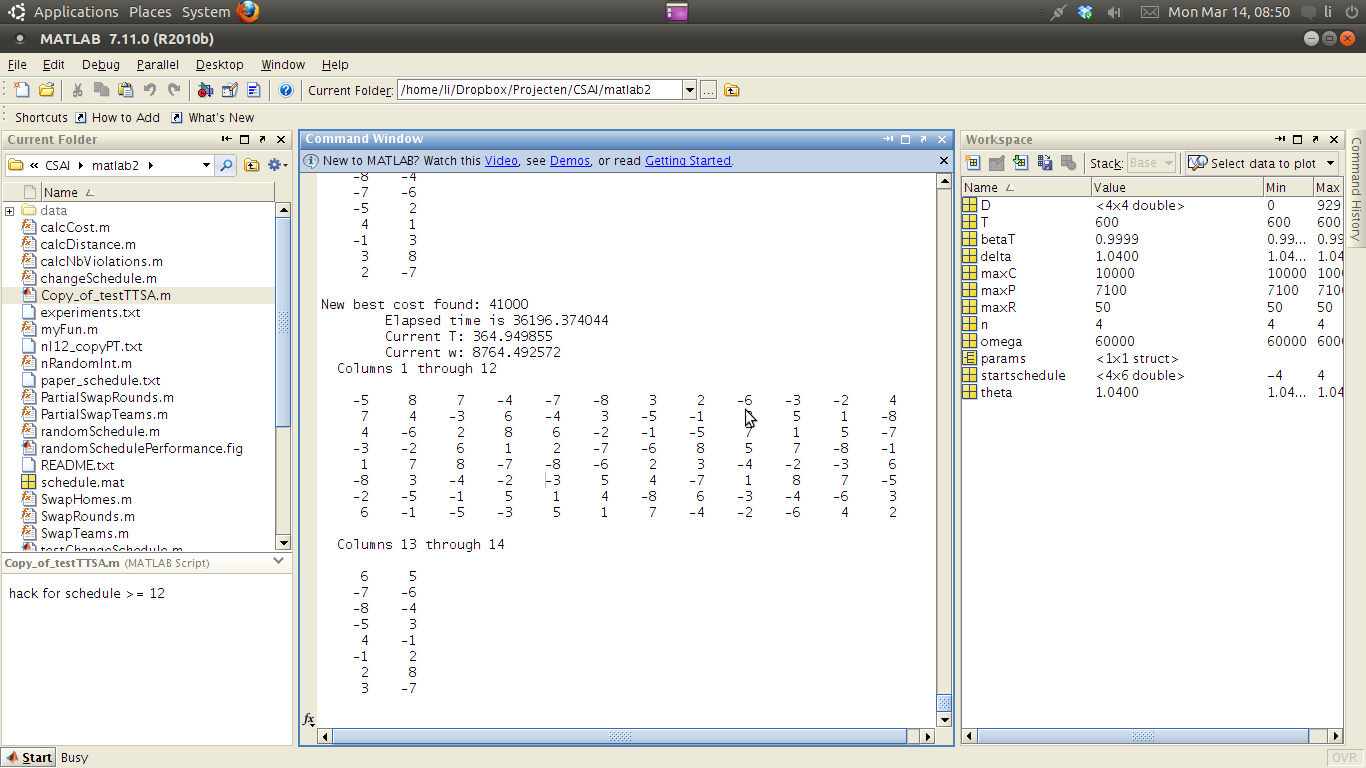 Applications Places System Mon Mar 14, 08:50 li
MATLAB 7.11.0 (R2010b)
File Edit Debug Parallel Desktop Window Help
Current Folder: /home/li/Dropbox/Projecten/CSAI/matlab2 ...
Shortcuts How to Add What's New
Current Folder
« CSAI ▸ matlab2 ▸
Name
data
calcCost.m
calcDistance.m
calcNbViolations.m
changeSchedule.m
Copy_of_testTTSA.m
experiments.txt
myFun.m
nl12_copyPT.txt
nRandomInt.m
paper_schedule.txt
PartialSwapRounds.m
PartialSwapTeams.m
randomSchedule.m
randomSchedulePerformance.fig
README.txt
schedule.mat
SwapHomes.m
SwapRounds.m
SwapTeams.m
testChangeSchedule.m
Copy_of_testTTSA.m (MATLAB Script)
hack for schedule >= 12
Command Window
New to MATLAB? Watch this Video, see Demos, or read Getting Started.
-8 -4
-7 -6
-5 2
4 1
-1 3
3 8
2 -7
New best cost found: 41000
Elapsed time is 36196.374044
Current T: 364.949855
Current w: 8764.492572
Columns 1 through 12
-5 8 7 -4 -7 -8 3 2 -6 -3 -2 4
7 4 -3 6 -4 3 -5 -1 5 1 -8
4 -6 2 8 6 -2 -1 -5 7 1 5 -7
-3 -2 6 1 2 -7 -6 8 5 7 -8 -1
1 7 8 -7 -8 -6 2 3 -4 -2 -3 6
-8 3 -4 -2 -3 5 4 -7 1 8 7 -5
-2 -5 -1 5 1 4 -8 6 -3 -4 -6 3
6 -1 -5 -3 5 1 7 -4 -2 -6 4 2
Columns 13 through 14
6 5
-7 -6
-8 -4
-5 3
4 -1
-1 2
2 8
3 -7
fx
Workspace
Stack: Base Select data to plot
Name Value Min Max
D <4x4 double> 0 929
T 600 600 600
betaT 0.9999 0.99... 0.99
delta 1.0400 1.04... 1.04
maxC 10000 10000 1000
maxP 7100 7100 7100
maxR 50 50 50
n 4 4 4
omega 60000 60000 6000
params <1x1 struct>
startschedule <4x6 double> -4 4
theta 1.0400 1.04... 1.04
Command History
Start Busy
OVR